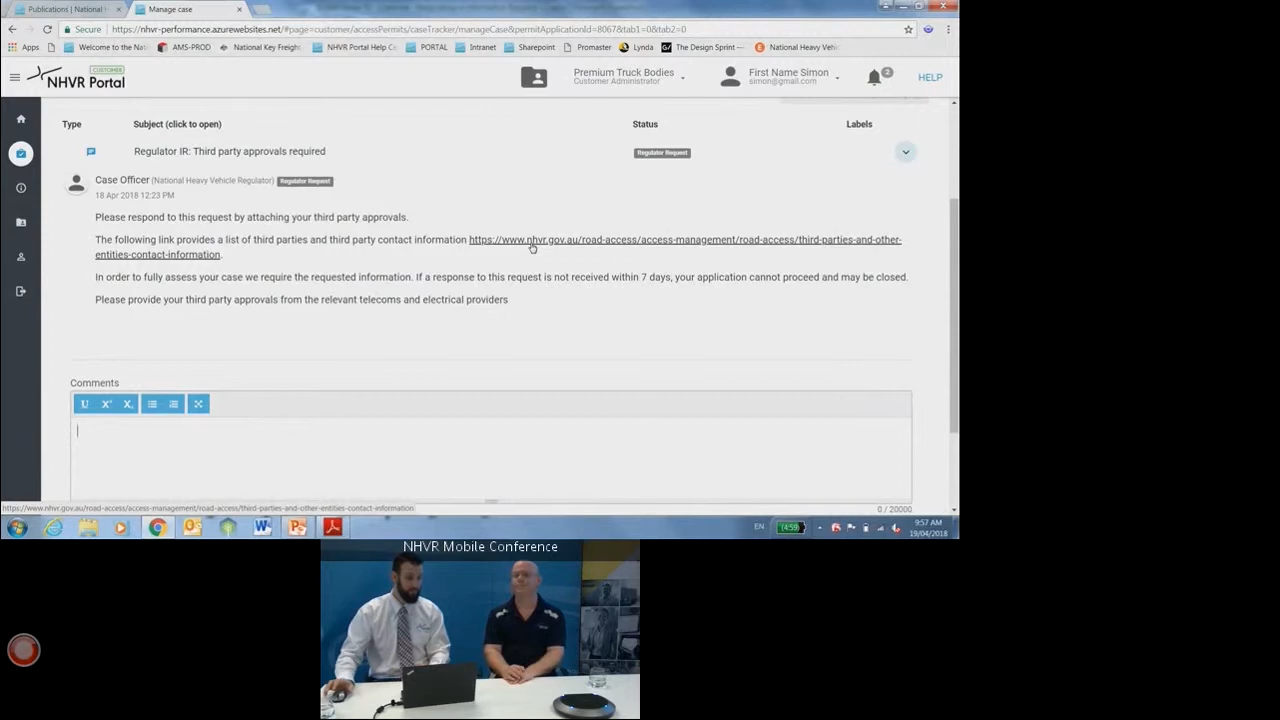 Publications | National H
Manage case
Secure
https://nhvr-performance.azurewebsites.net/#page=customer/accessPermits/caseTracker/manageCase&permitApplicationId=8067&tab1=0&tab2=0
Apps Welcome to the Nat AMS-PROD National Key Freight NHVR Portal Help C PORTAL Intranet Sharepoint Promaster Lynda The Design Sprint — National Heavy Vehi
CUSTOMER
NHVR Portal
Premium Truck Bodies
Customer Administrator
First Name Simon
simon@gmail.com
2
HELP
Type Subject (click to open) Status Labels
Regulator IR: Third party approvals required Regulator Request
Case Officer (National Heavy Vehicle Regulator) Regulator Request
18 Apr 2018 12:23 PM
Please respond to this request by attaching your third party approvals.
The following link provides a list of third parties and third party contact information https://www.nhvr.gov.au/road-access/access-management/road-access/third-parties-and-other-
entities-contact-information.
In order to fully assess your case we require the requested information. If a response to this request is not received within 7 days, your application cannot proceed and may be closed.
Please provide your third party approvals from the relevant telecoms and electrical providers
Comments
U X² X₂
https://www.nhvr.gov.au/road-access/access-management/road-access/third-parties-and-other-entities-contact-information
0 / 20000
EN (4:59) 9:57 AM
19/04/2018
NHVR Mobile Conference